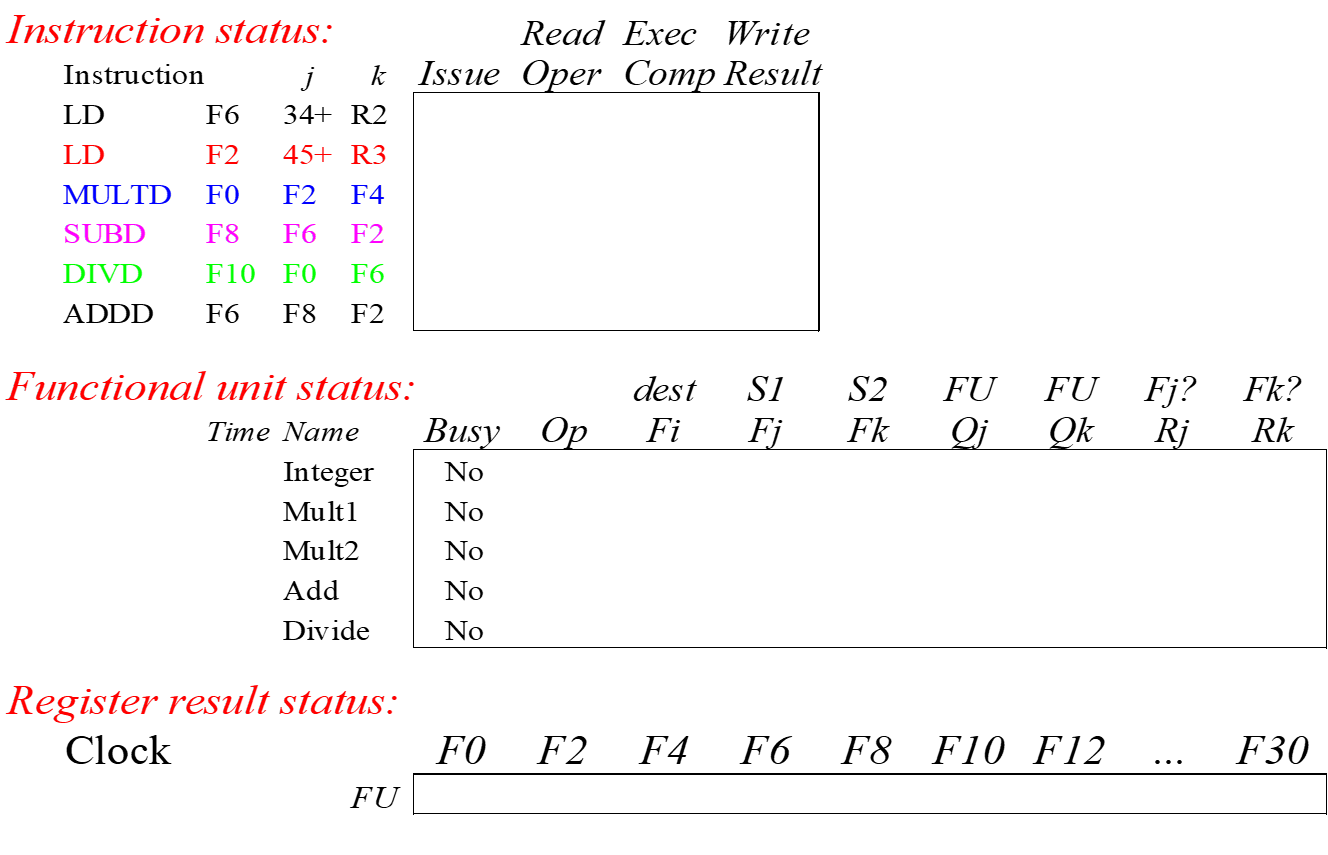 Instruction status: Read Exec Write
Instruction j k Issue Oper Comp Result
LD F6 34+ R2
LD F2 45+ R3
MULTD F0 F2 F4
SUBD F8 F6 F2
DIVD F10 F0 F6
ADDD F6 F8 F2
Functional unit status: dest S1 S2 FU FU Fj? Fk?
Time Name Busy Op Fi Fj Fk Qj Qk Rj Rk
Integer No
Mult1 No
Mult2 No
Add No
Divide No
Register result status:
Clock F0 F2 F4 F6 F8 F10 F12 ... F30
FU